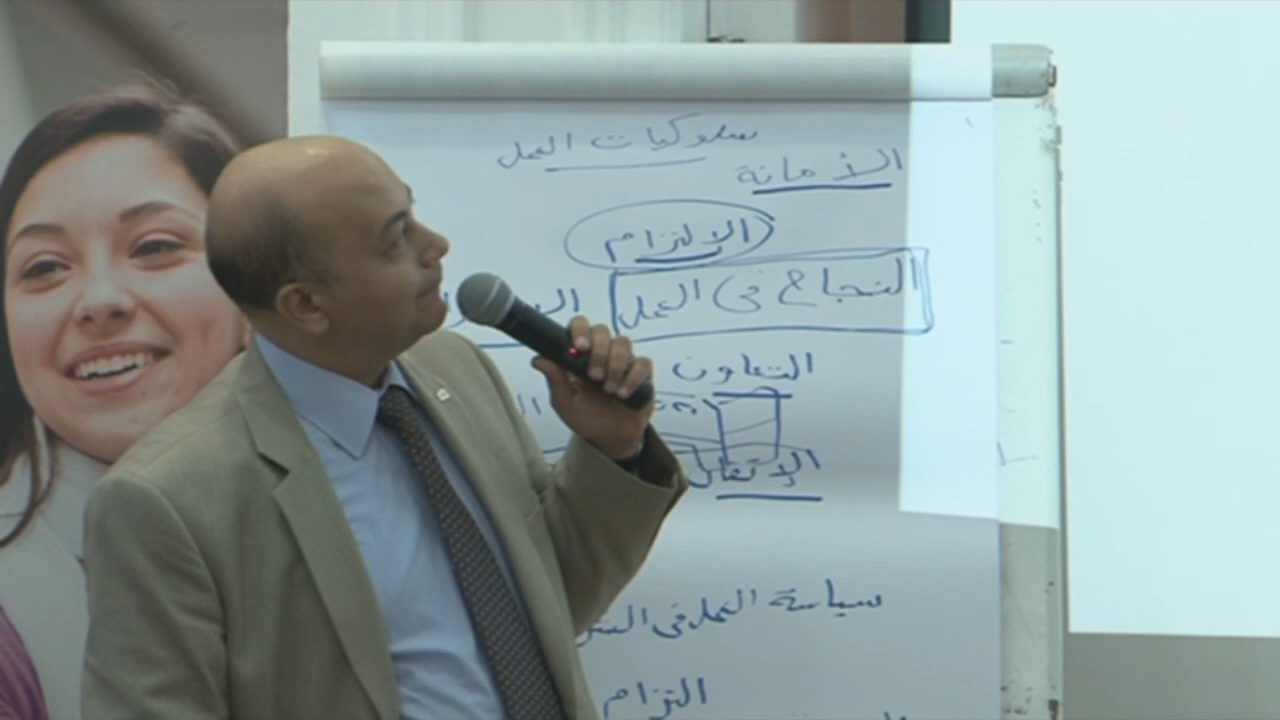 سلوكيات العمل
الأمانة
الالتزام
النجاح في العمل
التعاون
الإتقان
سياسة العمل في
التزام